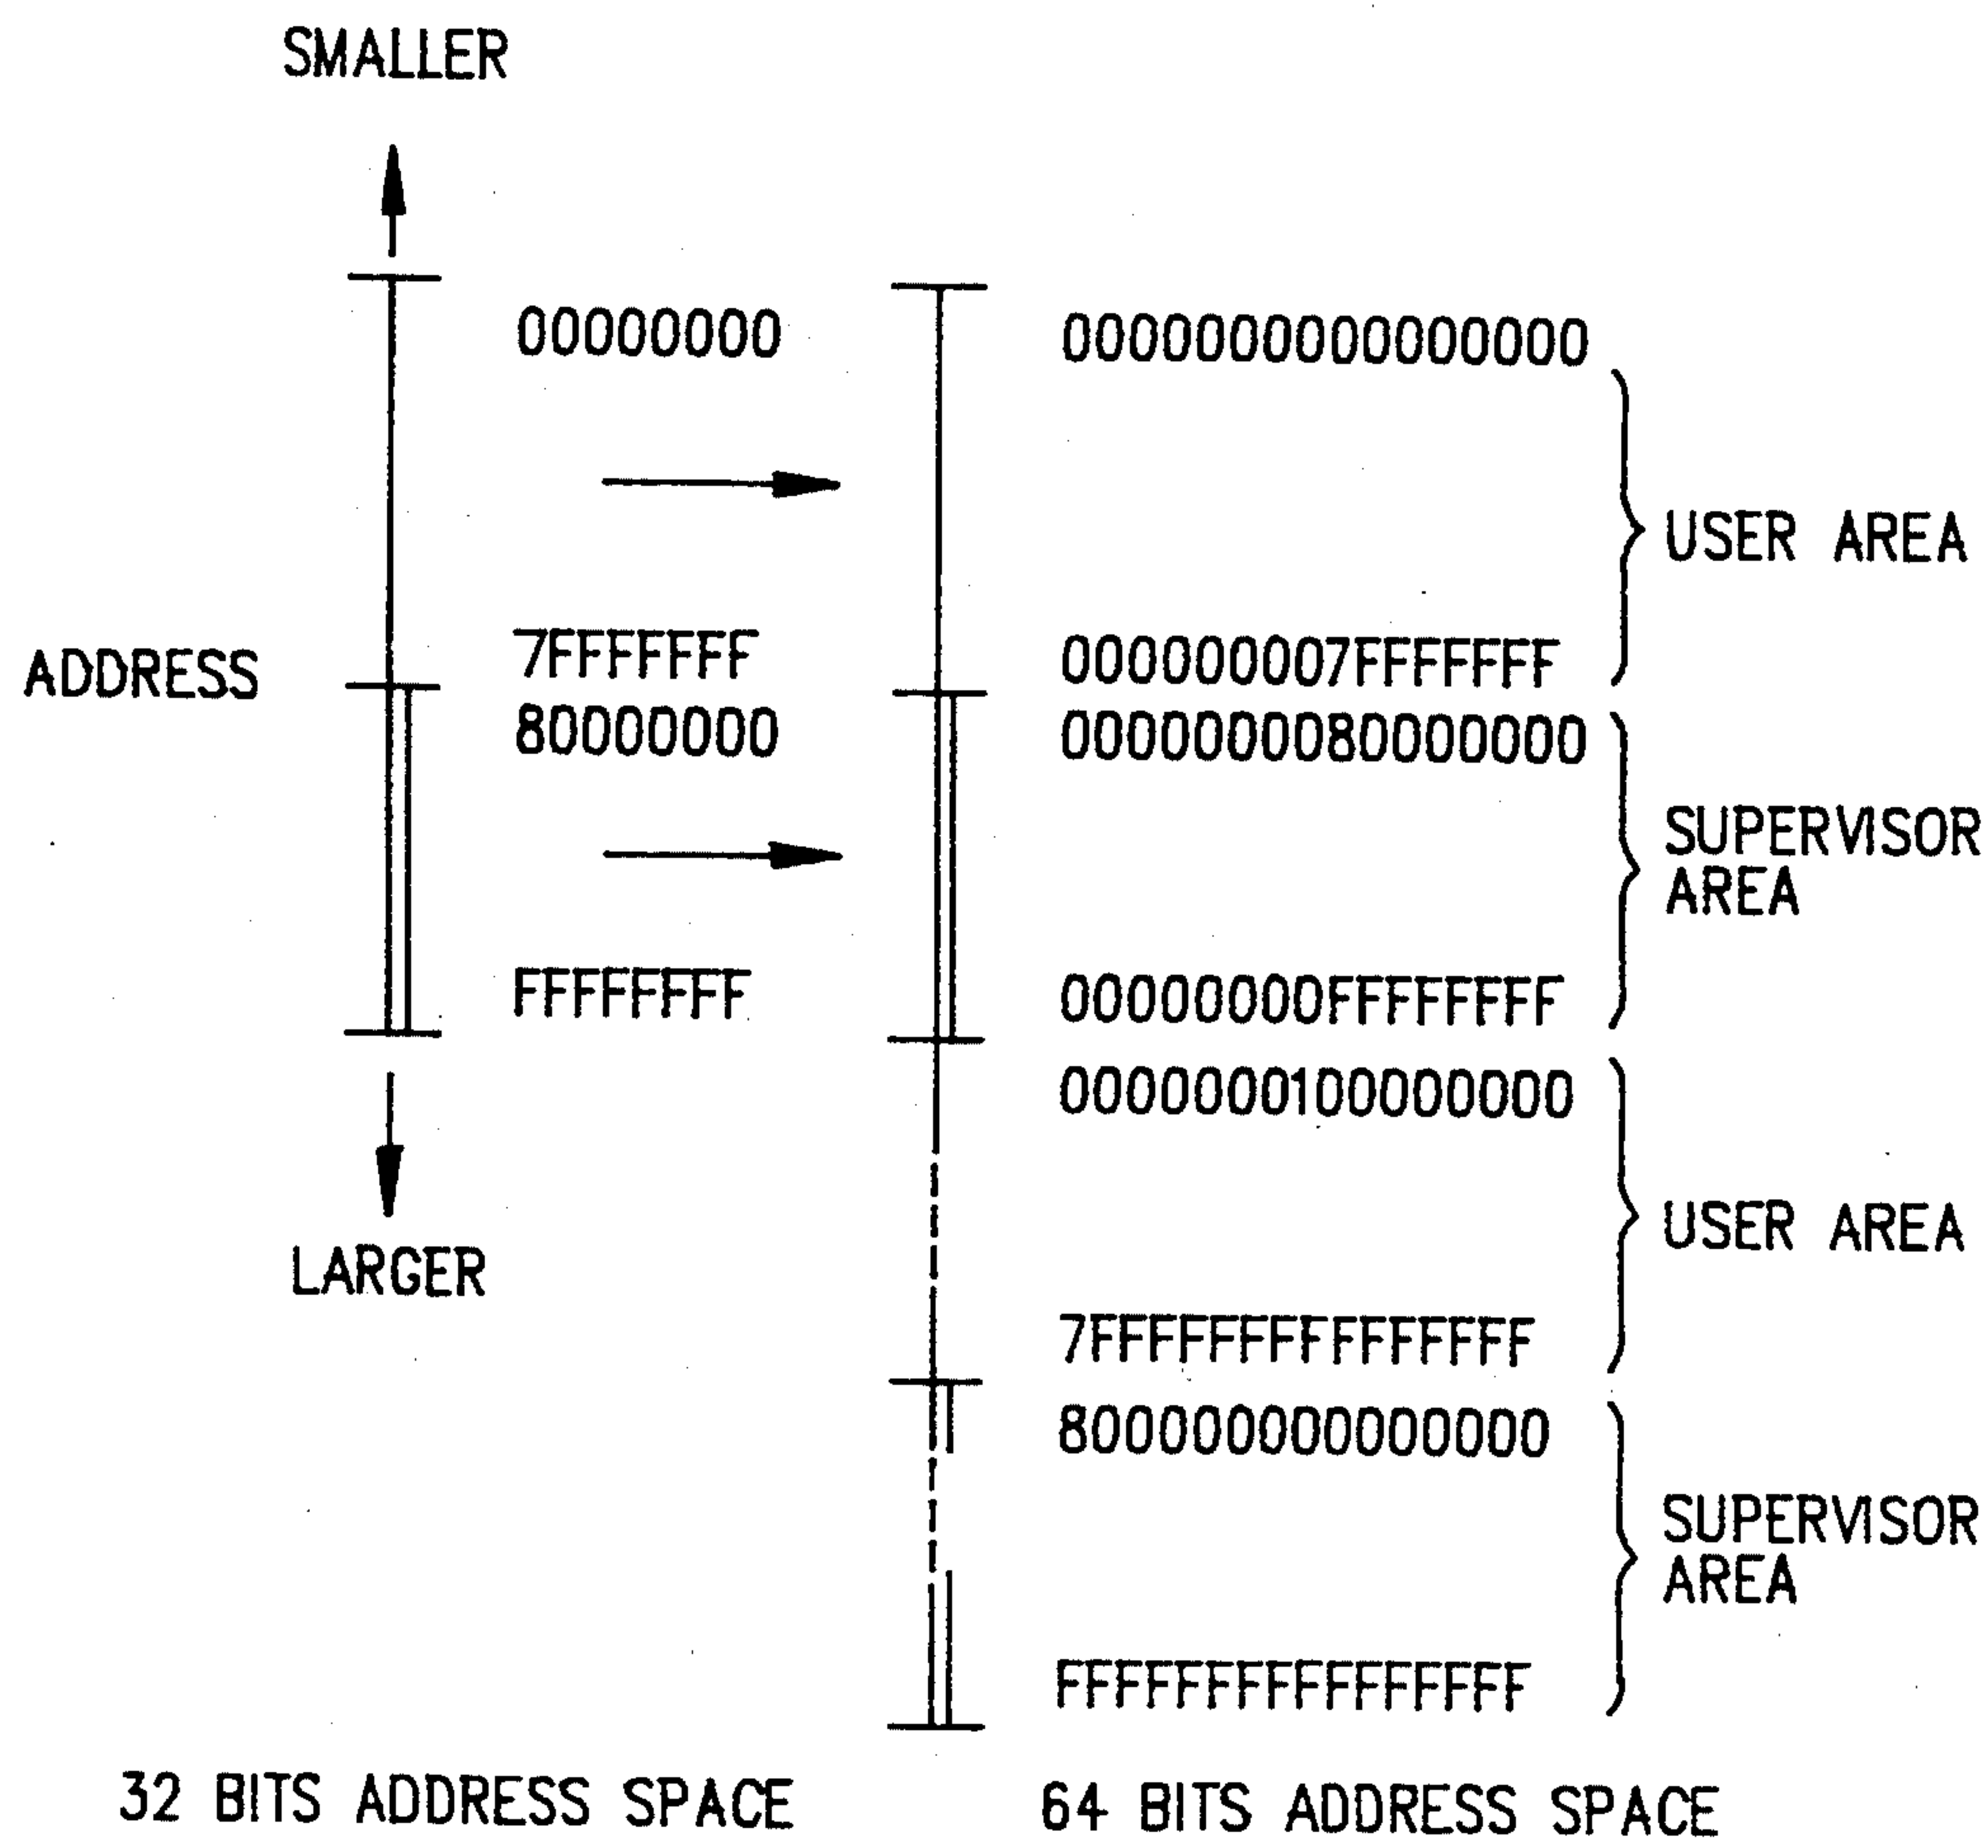 SMALLER
00000000
0000000000000000
USER AREA
7FFFFFFF
000000007FFFFFFF
ADDRESS
80000000
0000000080000000
SUPERVISOR
AREA
FFFFFFFF
00000000FFFFFFFF
0000000100000000
USER AREA
LARGER
7FFFFFFFFFFFFFFF
800000000000000
SUPERVISOR
AREA
FFFFFFFFFFFFFFFF
32 BITS ADDRESS SPACE
64 BITS ADDRESS SPACE